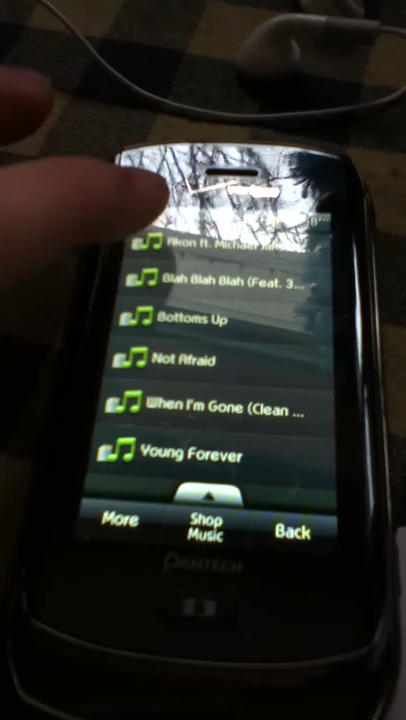 Akon ft. Michael Jak...
Blah Blah Blah (Feat. 3...
Bottoms Up
Not Afraid
When I'm Gone (Clean ...
Young Forever
More
Shop
Music
Back
PANTECH